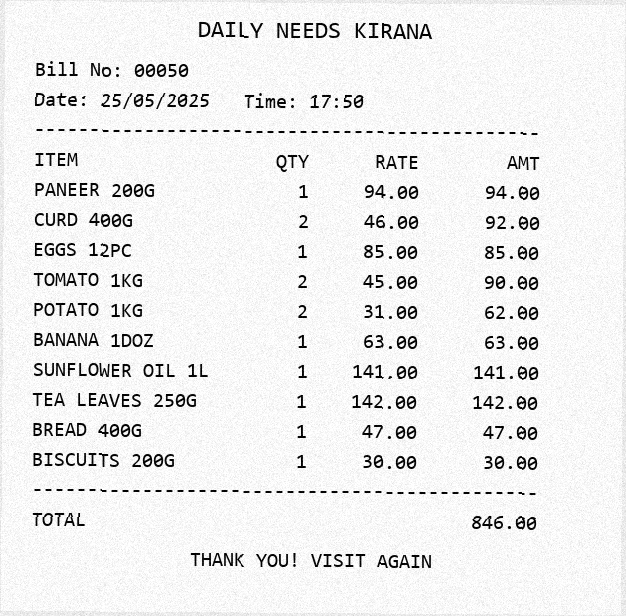 DAILY NEEDS KIRANA
Bill No: 00050
Date: 25/05/2025 Time: 17:50
-----------------------------------------------
ITEM QTY RATE AMT
PANEER 200G 1 94.00 94.00
CURD 400G 2 46.00 92.00
EGGS 12PC 1 85.00 85.00
TOMATO 1KG 2 45.00 90.00
POTATO 1KG 2 31.00 62.00
BANANA 1DOZ 1 63.00 63.00
SUNFLOWER OIL 1L 1 141.00 141.00
TEA LEAVES 250G 1 142.00 142.00
BREAD 400G 1 47.00 47.00
BISCUITS 200G 1 30.00 30.00
-----------------------------------------------
TOTAL 846.00
THANK YOU! VISIT AGAIN